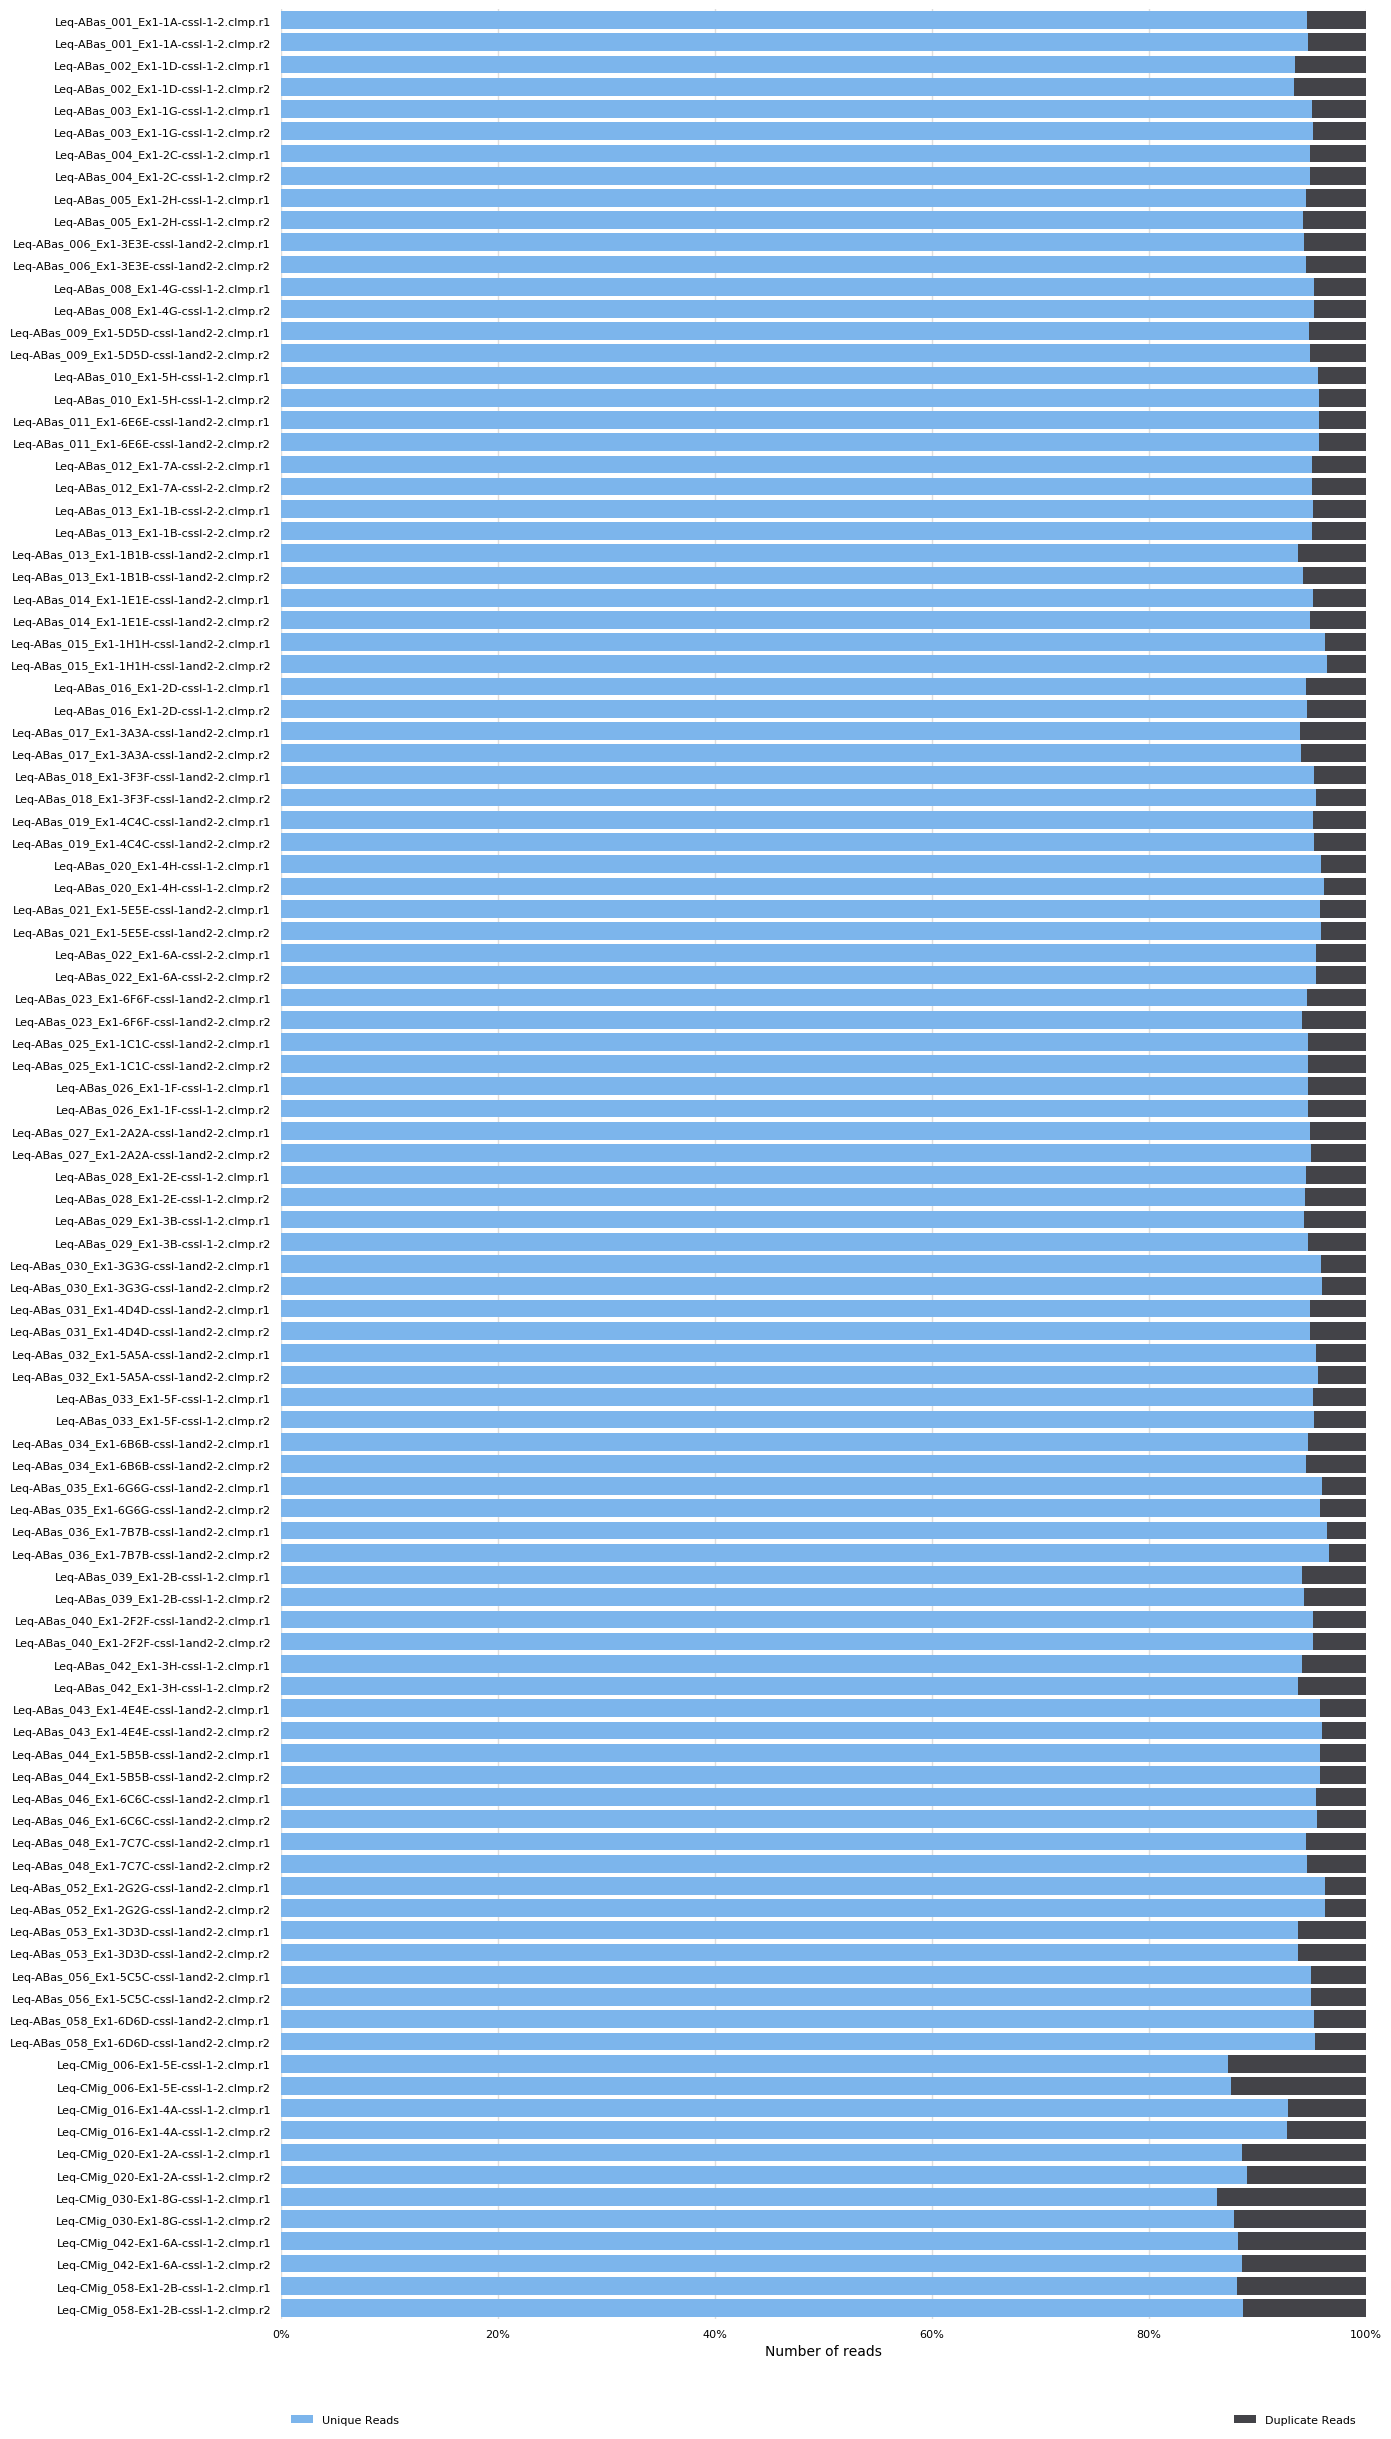 Leq-ABas_001_Ex1-1A-cssl-1-2.clmp.r1
Leq-ABas_001_Ex1-1A-cssl-1-2.clmp.r2
Leq-ABas_002_Ex1-1D-cssl-1-2.clmp.r1
Leq-ABas_002_Ex1-1D-cssl-1-2.clmp.r2
Leq-ABas_003_Ex1-1G-cssl-1-2.clmp.r1
Leq-ABas_003_Ex1-1G-cssl-1-2.clmp.r2
Leq-ABas_004_Ex1-2C-cssl-1-2.clmp.r1
Leq-ABas_004_Ex1-2C-cssl-1-2.clmp.r2
Leq-ABas_005_Ex1-2H-cssl-1-2.clmp.r1
Leq-ABas_005_Ex1-2H-cssl-1-2.clmp.r2
Leq-ABas_006_Ex1-3E3E-cssl-1and2-2.clmp.r1
Leq-ABas_006_Ex1-3E3E-cssl-1and2-2.clmp.r2
Leq-ABas_008_Ex1-4G-cssl-1-2.clmp.r1
Leq-ABas_008_Ex1-4G-cssl-1-2.clmp.r2
Leq-ABas_009_Ex1-5D5D-cssl-1and2-2.clmp.r1
Leq-ABas_009_Ex1-5D5D-cssl-1and2-2.clmp.r2
Leq-ABas_010_Ex1-5H-cssl-1-2.clmp.r1
Leq-ABas_010_Ex1-5H-cssl-1-2.clmp.r2
Leq-ABas_011_Ex1-6E6E-cssl-1and2-2.clmp.r1
Leq-ABas_011_Ex1-6E6E-cssl-1and2-2.clmp.r2
Leq-ABas_012_Ex1-7A-cssl-2-2.clmp.r1
Leq-ABas_012_Ex1-7A-cssl-2-2.clmp.r2
Leq-ABas_013_Ex1-1B-cssl-2-2.clmp.r1
Leq-ABas_013_Ex1-1B-cssl-2-2.clmp.r2
Leq-ABas_013_Ex1-1B1B-cssl-1and2-2.clmp.r1
Leq-ABas_013_Ex1-1B1B-cssl-1and2-2.clmp.r2
Leq-ABas_014_Ex1-1E1E-cssl-1and2-2.clmp.r1
Leq-ABas_014_Ex1-1E1E-cssl-1and2-2.clmp.r2
Leq-ABas_015_Ex1-1H1H-cssl-1and2-2.clmp.r1
Leq-ABas_015_Ex1-1H1H-cssl-1and2-2.clmp.r2
Leq-ABas_016_Ex1-2D-cssl-1-2.clmp.r1
Leq-ABas_016_Ex1-2D-cssl-1-2.clmp.r2
Leq-ABas_017_Ex1-3A3A-cssl-1and2-2.clmp.r1
Leq-ABas_017_Ex1-3A3A-cssl-1and2-2.clmp.r2
Leq-ABas_018_Ex1-3F3F-cssl-1and2-2.clmp.r1
Leq-ABas_018_Ex1-3F3F-cssl-1and2-2.clmp.r2
Leq-ABas_019_Ex1-4C4C-cssl-1and2-2.clmp.r1
Leq-ABas_019_Ex1-4C4C-cssl-1and2-2.clmp.r2
Leq-ABas_020_Ex1-4H-cssl-1-2.clmp.r1
Leq-ABas_020_Ex1-4H-cssl-1-2.clmp.r2
Leq-ABas_021_Ex1-5E5E-cssl-1and2-2.clmp.r1
Leq-ABas_021_Ex1-5E5E-cssl-1and2-2.clmp.r2
Leq-ABas_022_Ex1-6A-cssl-2-2.clmp.r1
Leq-ABas_022_Ex1-6A-cssl-2-2.clmp.r2
Leq-ABas_023_Ex1-6F6F-cssl-1and2-2.clmp.r1
Leq-ABas_023_Ex1-6F6F-cssl-1and2-2.clmp.r2
Leq-ABas_025_Ex1-1C1C-cssl-1and2-2.clmp.r1
Leq-ABas_025_Ex1-1C1C-cssl-1and2-2.clmp.r2
Leq-ABas_026_Ex1-1F-cssl-1-2.clmp.r1
Leq-ABas_026_Ex1-1F-cssl-1-2.clmp.r2
Leq-ABas_027_Ex1-2A2A-cssl-1and2-2.clmp.r1
Leq-ABas_027_Ex1-2A2A-cssl-1and2-2.clmp.r2
Leq-ABas_028_Ex1-2E-cssl-1-2.clmp.r1
Leq-ABas_028_Ex1-2E-cssl-1-2.clmp.r2
Leq-ABas_029_Ex1-3B-cssl-1-2.clmp.r1
Leq-ABas_029_Ex1-3B-cssl-1-2.clmp.r2
Leq-ABas_030_Ex1-3G3G-cssl-1and2-2.clmp.r1
Leq-ABas_030_Ex1-3G3G-cssl-1and2-2.clmp.r2
Leq-ABas_031_Ex1-4D4D-cssl-1and2-2.clmp.r1
Leq-ABas_031_Ex1-4D4D-cssl-1and2-2.clmp.r2
Leq-ABas_032_Ex1-5A5A-cssl-1and2-2.clmp.r1
Leq-ABas_032_Ex1-5A5A-cssl-1and2-2.clmp.r2
Leq-ABas_033_Ex1-5F-cssl-1-2.clmp.r1
Leq-ABas_033_Ex1-5F-cssl-1-2.clmp.r2
Leq-ABas_034_Ex1-6B6B-cssl-1and2-2.clmp.r1
Leq-ABas_034_Ex1-6B6B-cssl-1and2-2.clmp.r2
Leq-ABas_035_Ex1-6G6G-cssl-1and2-2.clmp.r1
Leq-ABas_035_Ex1-6G6G-cssl-1and2-2.clmp.r2
Leq-ABas_036_Ex1-7B7B-cssl-1and2-2.clmp.r1
Leq-ABas_036_Ex1-7B7B-cssl-1and2-2.clmp.r2
Leq-ABas_039_Ex1-2B-cssl-1-2.clmp.r1
Leq-ABas_039_Ex1-2B-cssl-1-2.clmp.r2
Leq-ABas_040_Ex1-2F2F-cssl-1and2-2.clmp.r1
Leq-ABas_040_Ex1-2F2F-cssl-1and2-2.clmp.r2
Leq-ABas_042_Ex1-3H-cssl-1-2.clmp.r1
Leq-ABas_042_Ex1-3H-cssl-1-2.clmp.r2
Leq-ABas_043_Ex1-4E4E-cssl-1and2-2.clmp.r1
Leq-ABas_043_Ex1-4E4E-cssl-1and2-2.clmp.r2
Leq-ABas_044_Ex1-5B5B-cssl-1and2-2.clmp.r1
Leq-ABas_044_Ex1-5B5B-cssl-1and2-2.clmp.r2
Leq-ABas_046_Ex1-6C6C-cssl-1and2-2.clmp.r1
Leq-ABas_046_Ex1-6C6C-cssl-1and2-2.clmp.r2
Leq-ABas_048_Ex1-7C7C-cssl-1and2-2.clmp.r1
Leq-ABas_048_Ex1-7C7C-cssl-1and2-2.clmp.r2
Leq-ABas_052_Ex1-2G2G-cssl-1and2-2.clmp.r1
Leq-ABas_052_Ex1-2G2G-cssl-1and2-2.clmp.r2
Leq-ABas_053_Ex1-3D3D-cssl-1and2-2.clmp.r1
Leq-ABas_053_Ex1-3D3D-cssl-1and2-2.clmp.r2
Leq-ABas_056_Ex1-5C5C-cssl-1and2-2.clmp.r1
Leq-ABas_056_Ex1-5C5C-cssl-1and2-2.clmp.r2
Leq-ABas_058_Ex1-6D6D-cssl-1and2-2.clmp.r1
Leq-ABas_058_Ex1-6D6D-cssl-1and2-2.clmp.r2
Leq-CMig_006-Ex1-5E-cssl-1-2.clmp.r1
Leq-CMig_006-Ex1-5E-cssl-1-2.clmp.r2
Leq-CMig_016-Ex1-4A-cssl-1-2.clmp.r1
Leq-CMig_016-Ex1-4A-cssl-1-2.clmp.r2
Leq-CMig_020-Ex1-2A-cssl-1-2.clmp.r1
Leq-CMig_020-Ex1-2A-cssl-1-2.clmp.r2
Leq-CMig_030-Ex1-8G-cssl-1-2.clmp.r1
Leq-CMig_030-Ex1-8G-cssl-1-2.clmp.r2
Leq-CMig_042-Ex1-6A-cssl-1-2.clmp.r1
Leq-CMig_042-Ex1-6A-cssl-1-2.clmp.r2
Leq-CMig_058-Ex1-2B-cssl-1-2.clmp.r1
Leq-CMig_058-Ex1-2B-cssl-1-2.clmp.r2
0% 20% 40% 60% 80% 100%
Number of reads
Unique Reads Duplicate Reads